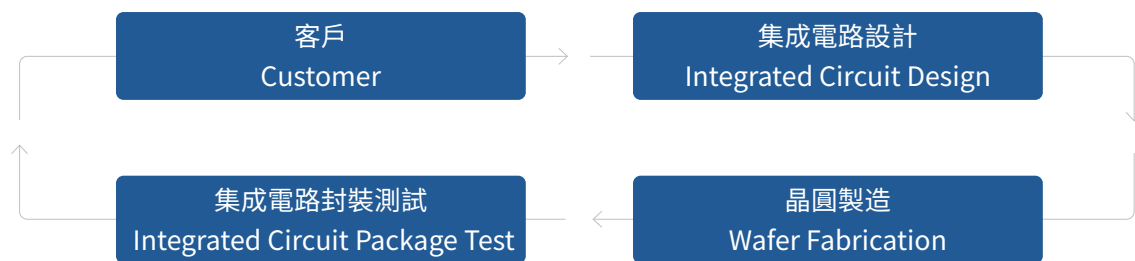 客戶
Customer
集成電路設計
Integrated Circuit Design
集成電路封裝測試
Integrated Circuit Package Test
晶圓製造
Wafer Fabrication